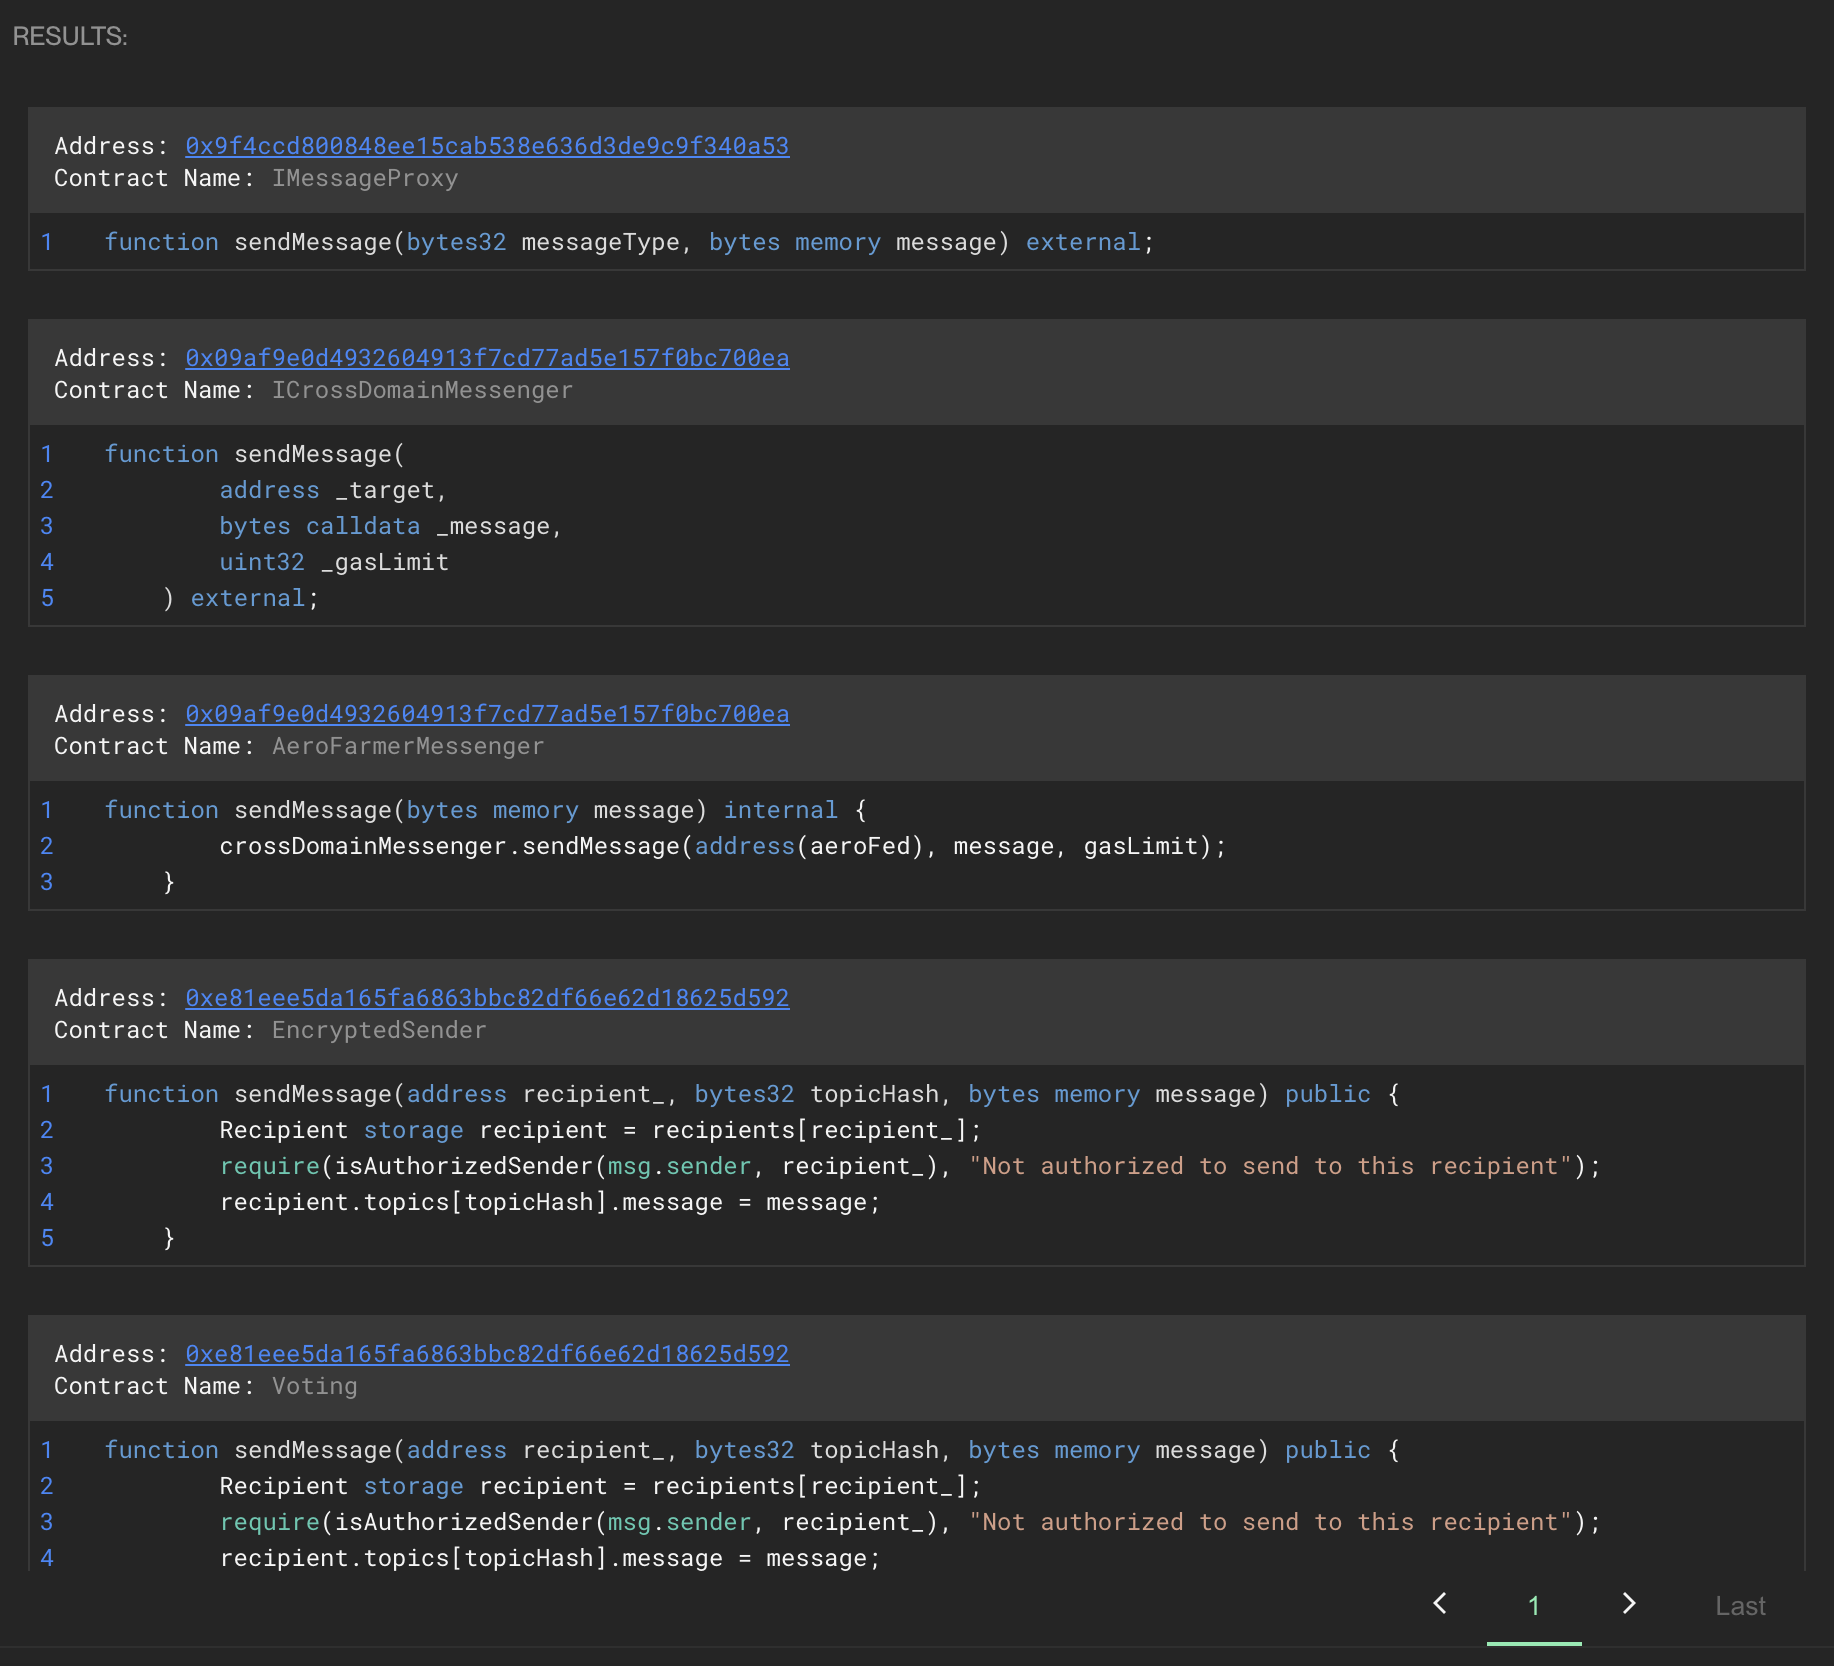 RESULTS:
Address: 0x9f4ccd800848ee15cab538e636d3de9c9f340a53
Contract Name: IMessageProxy
1 function sendMessage(bytes32 messageType, bytes memory message) external;
Address: 0x09af9e0d4932604913f7cd77ad5e157f0bc700ea
Contract Name: ICrossDomainMessenger
1 function sendMessage(
2 address _target,
3 bytes calldata _message,
4 uint32 _gasLimit
5 ) external;
Address: 0x09af9e0d4932604913f7cd77ad5e157f0bc700ea
Contract Name: AeroFarmerMessenger
1 function sendMessage(bytes memory message) internal {
2 crossDomainMessenger.sendMessage(address(aeroFed), message, gasLimit);
3 }
Address: 0xe81eee5da165fa6863bbc82df66e62d18625d592
Contract Name: EncryptedSender
1 function sendMessage(address recipient_, bytes32 topicHash, bytes memory message) public {
2 Recipient storage recipient = recipients[recipient_];
3 require(isAuthorizedSender(msg.sender, recipient_), "Not authorized to send to this recipient");
4 recipient.topics[topicHash].message = message;
5 }
Address: 0xe81eee5da165fa6863bbc82df66e62d18625d592
Contract Name: Voting
1 function sendMessage(address recipient_, bytes32 topicHash, bytes memory message) public {
2 Recipient storage recipient = recipients[recipient_];
3 require(isAuthorizedSender(msg.sender, recipient_), "Not authorized to send to this recipient");
4 recipient.topics[topicHash].message = message;
1 Last